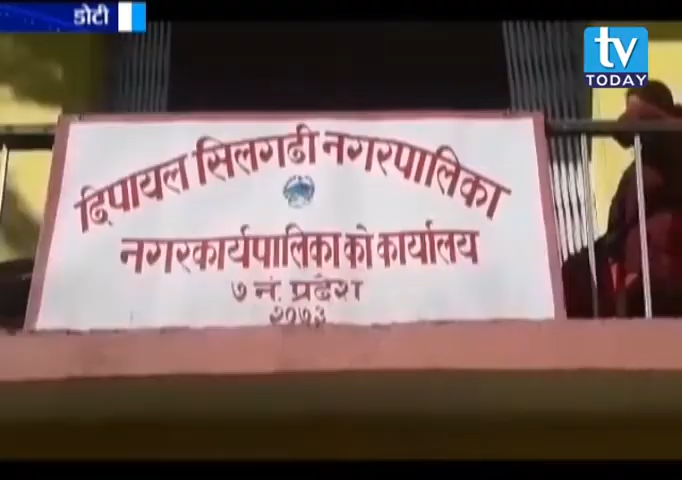 डोटी
tv
TODAY
दिपायल सिलगढी नगरपालिका
नगरकार्यपालिका को कार्यालय
७ नं. प्रदेश
२०७३